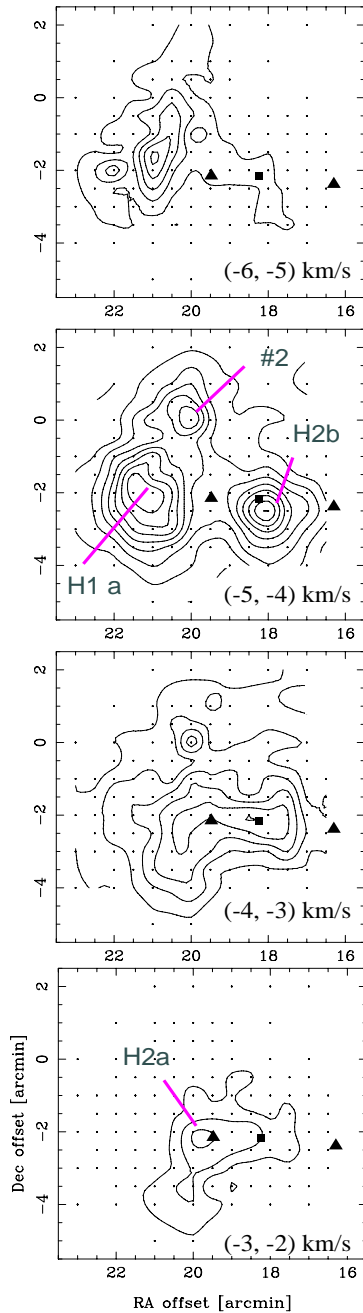 2
0
−2
−4
(-6, -5) km/s
22 20 18 16
#2
H2b
2
0
−2
−4
H1 a
(-5, -4) km/s
22 20 18 16
2
0
−2
−4
(-4, -3) km/s
22 20 18 16
H2a
Dec offset [arcmin]
2
0
−2
−4
(-3, -2) km/s
22 20 18 16
RA offset [arcmin]